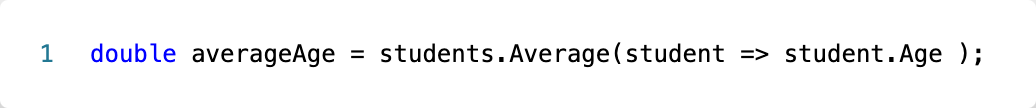 1 double averageAge = students.Average(student => student.Age );